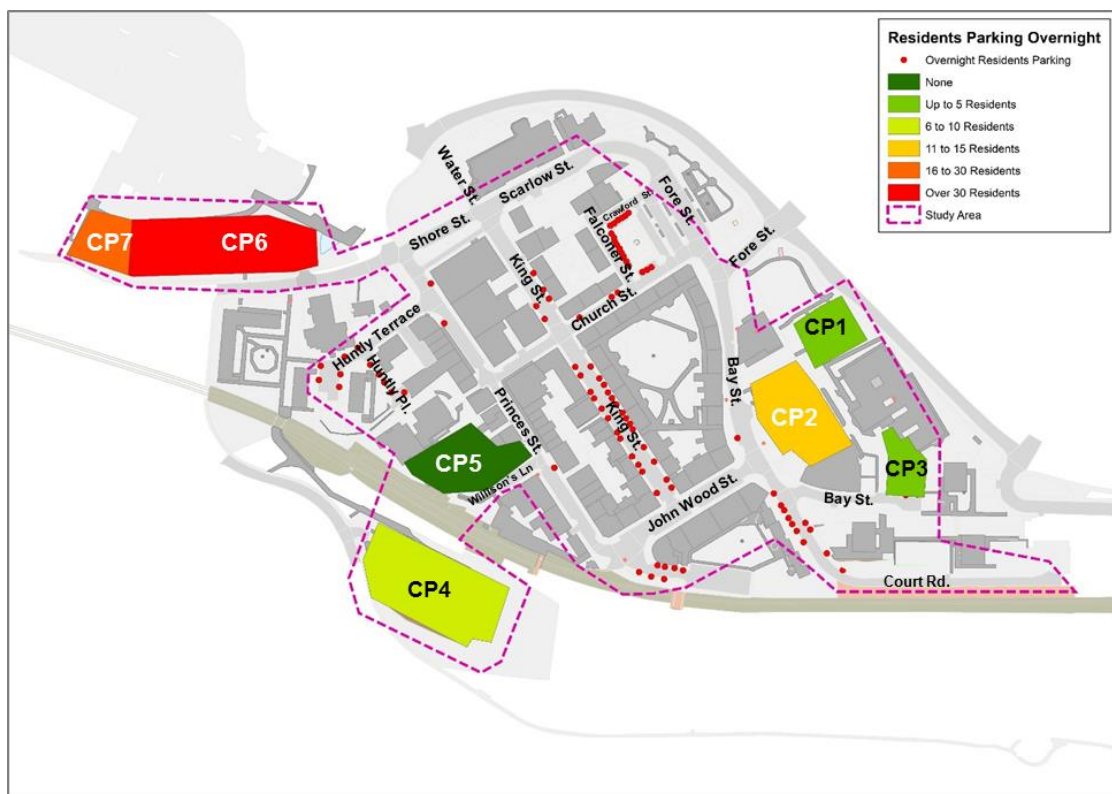 Residents Parking Overnight
Overnight Residents Parking
None
Up to 5 Residents
6 to 10 Residents
11 to 15 Residents
16 to 30 Residents
Over 30 Residents
Study Area
Water St.
Scarlow St.
Fore St.
Crawford St.
Shore St.
Falconer St.
CP7
CP6
Fore St.
King St.
Church St.
Huntly Terrace
CP1
Huntly Pl.
Bay St.
Princes St.
King St.
CP2
CP5
CP3
Willison's Ln
John Wood St.
Bay St.
CP4
Court Rd.